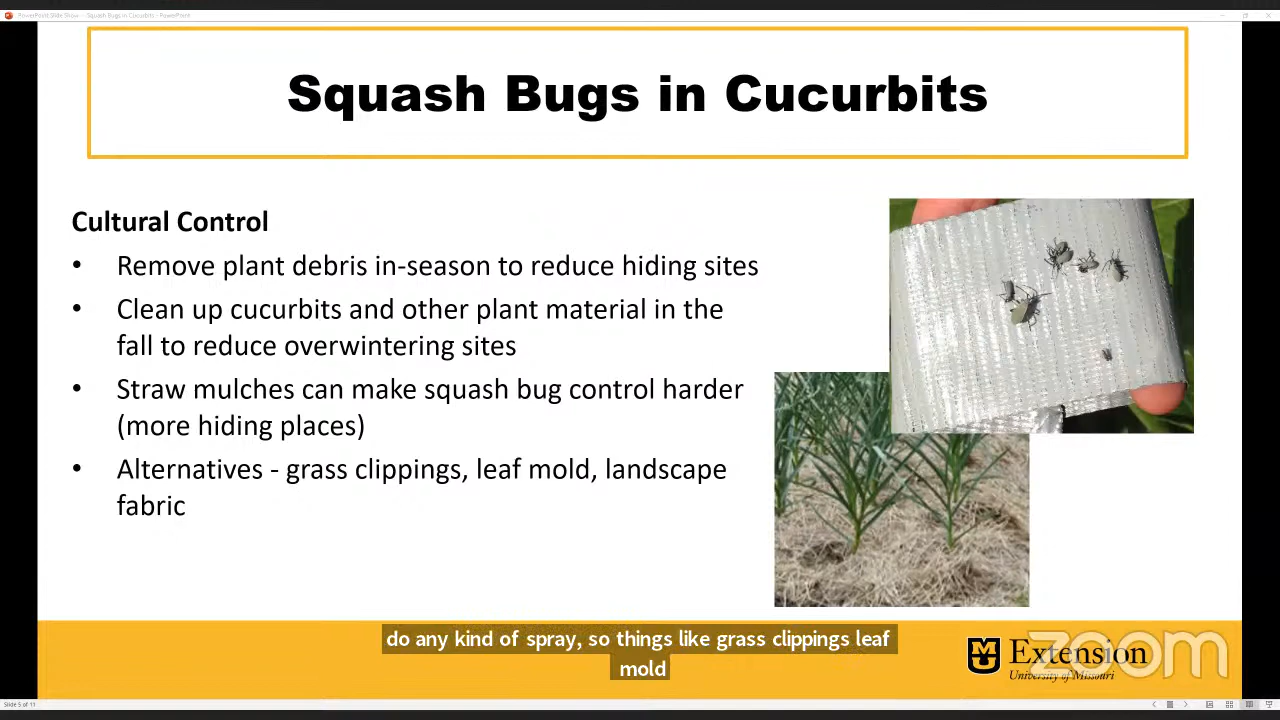 PowerPoint Slide Show - Squash Bugs in Cucurbits - PowerPoint
Squash Bugs in Cucurbits
Cultural Control
• Remove plant debris in-season to reduce hiding sites
• Clean up cucurbits and other plant material in the
fall to reduce overwintering sites
• Straw mulches can make squash bug control harder
(more hiding places)
• Alternatives - grass clippings, leaf mold, landscape
fabric
do any kind of spray, so things like grass clippings leaf
mold
MU Extension
University of Missouri
zoom
Slide 5 of 11